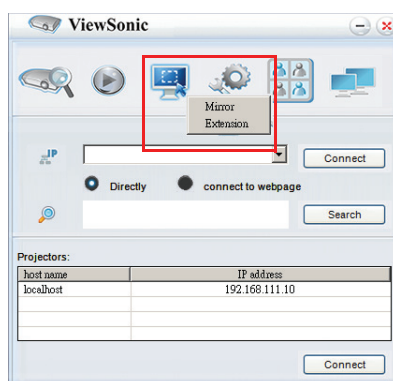 ViewSonic
Mirror
Extension
IP
Connect
Directly connect to webpage
Search
Projectors:
host name IP address
localhost 192.168.111.10
Connect